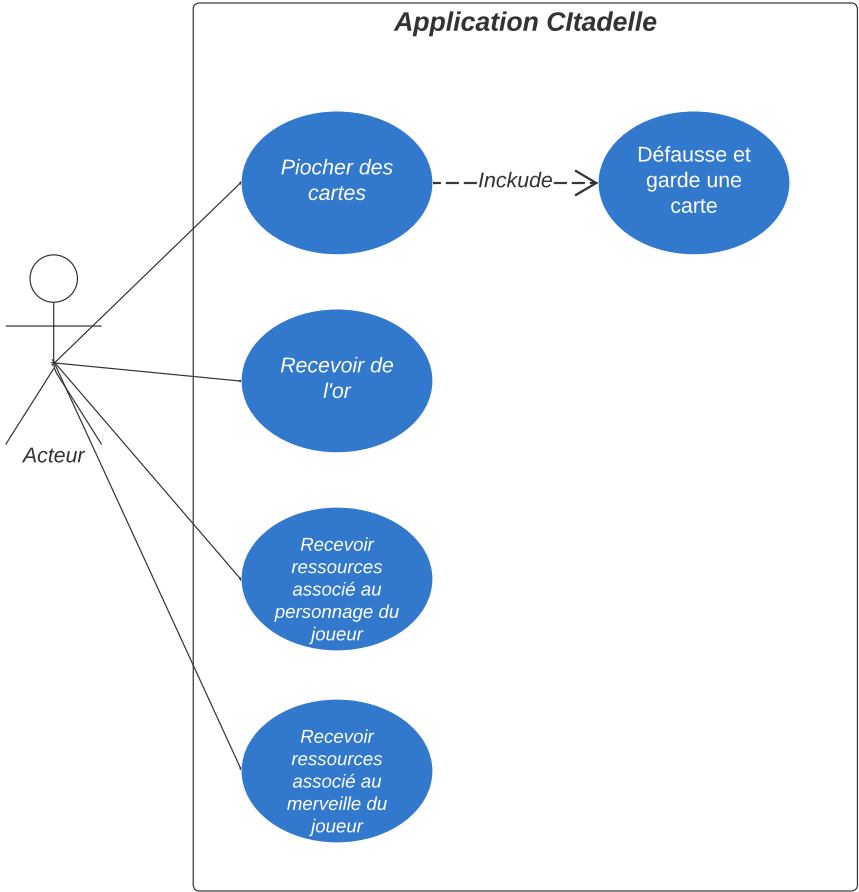 Application CItadelle
Piocher des
cartes
Inckude
Défausse et
garde une
carte
Recevoir de
l'or
Acteur
Recevoir
ressources
associé au
personnage du
joueur
Recevoir
ressources
associé au
merveille du
joueur